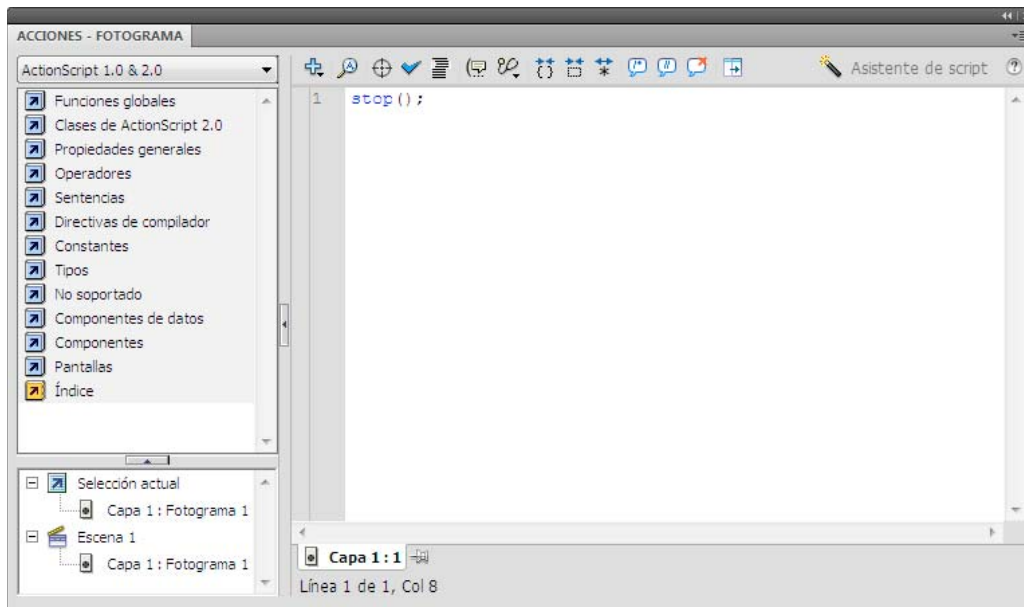 ACCIONES - FOTOGRAMA
ActionScript 1.0 & 2.0
Asistente de script
Funciones globales
Clases de ActionScript 2.0
Propiedades generales
Operadores
Sentencias
Directivas de compilador
Constantes
Tipos
No soportado
Componentes de datos
Componentes
Pantallas
Índice
1 stop();
Selección actual
Capa 1 : Fotograma 1
Escena 1
Capa 1 : Fotograma 1
Capa 1 : 1
Línea 1 de 1, Col 8